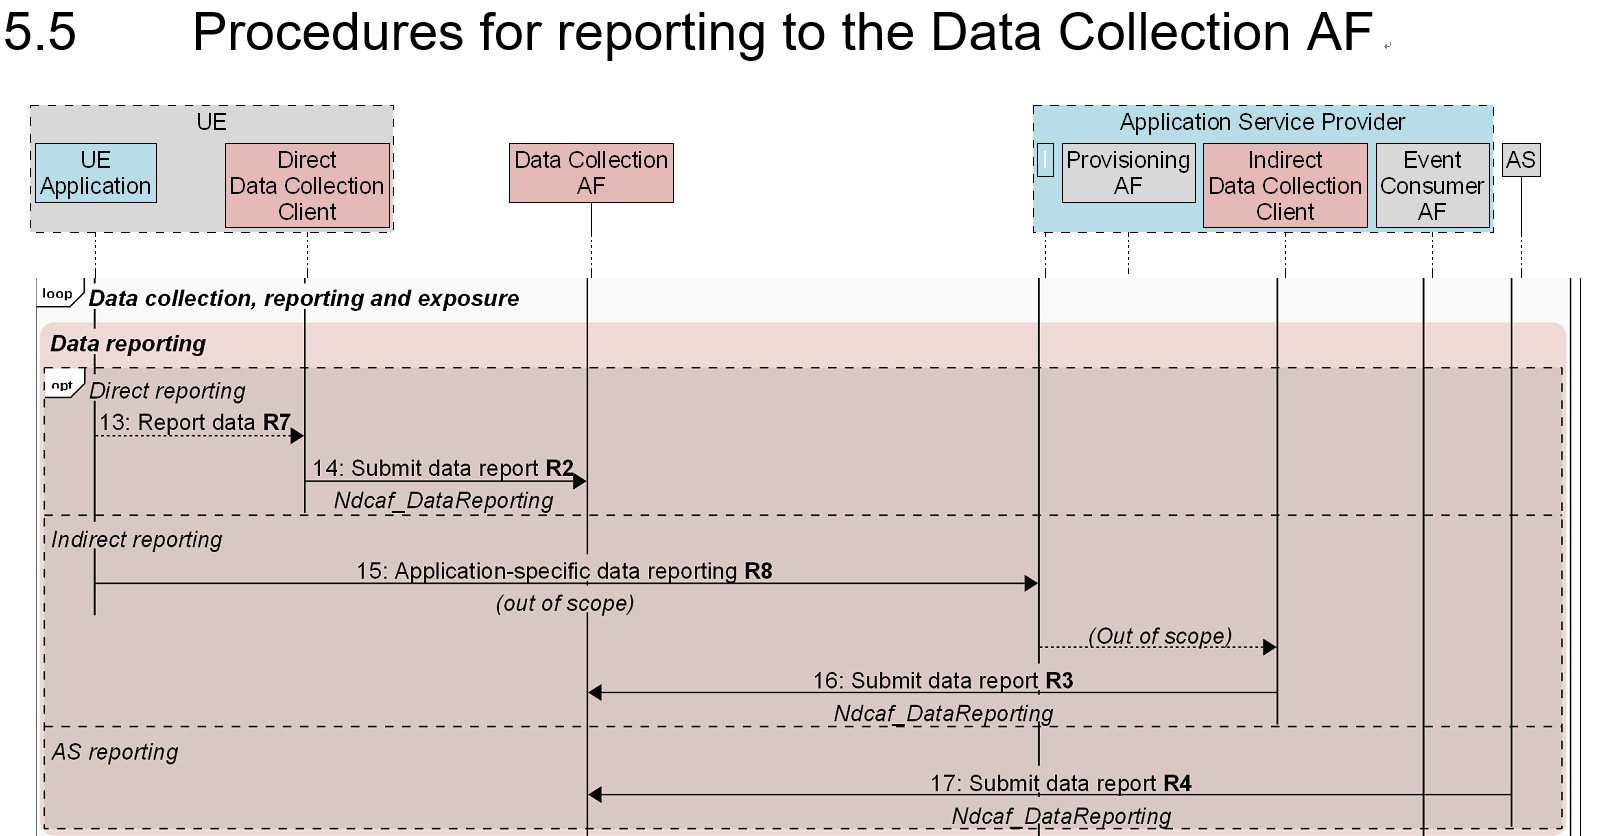 5.5 Procedures for reporting to the Data Collection AF
UE
UE
Application
Direct
Data Collection
Client
Data Collection
AF
Application Service Provider
Provisioning
AF
Indirect
Data Collection
Client
Event
Consumer
AF
AS
loop
Data collection, reporting and exposure
Data reporting
opt
Direct reporting
13: Report data R7
14: Submit data report R2
Ndcaf_DataReporting
Indirect reporting
15: Application-specific data reporting R8
(out of scope)
(Out of scope)
16: Submit data report R3
Ndcaf_DataReporting
AS reporting
17: Submit data report R4
Ndcaf_DataReporting